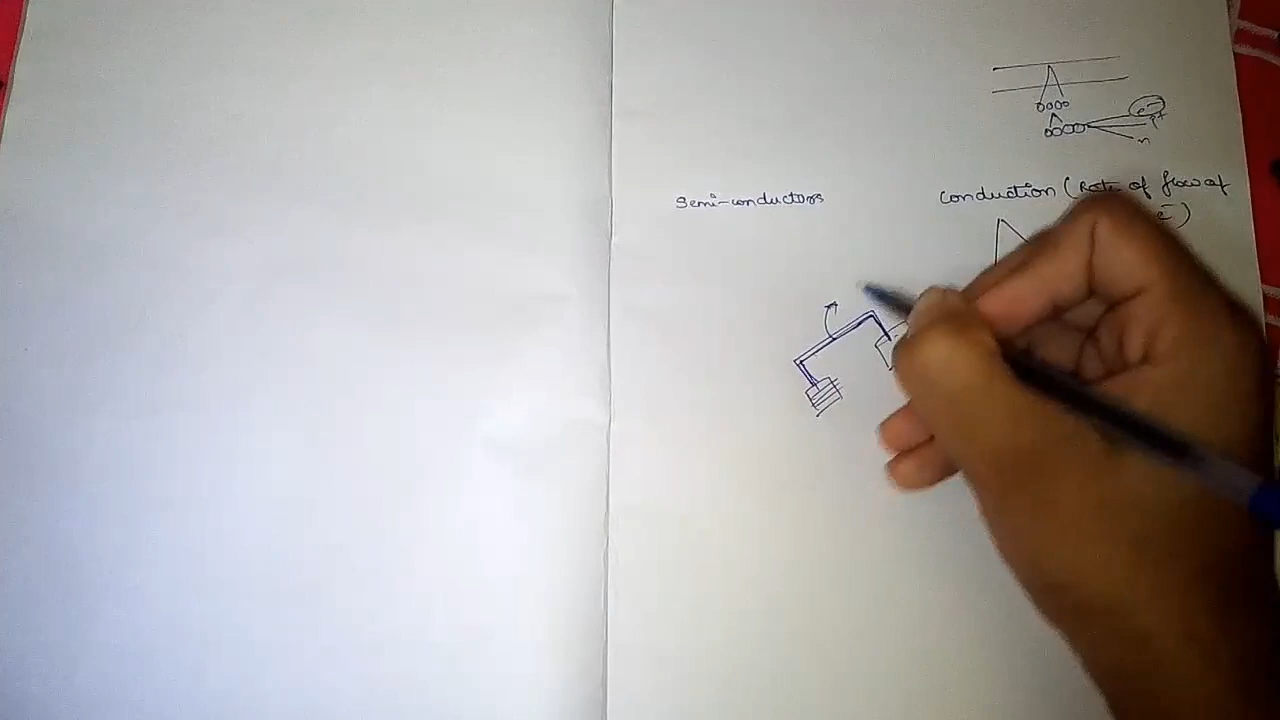 e-
p+
n
Semi-conductors
Conduction (Rate of flow of
e-)